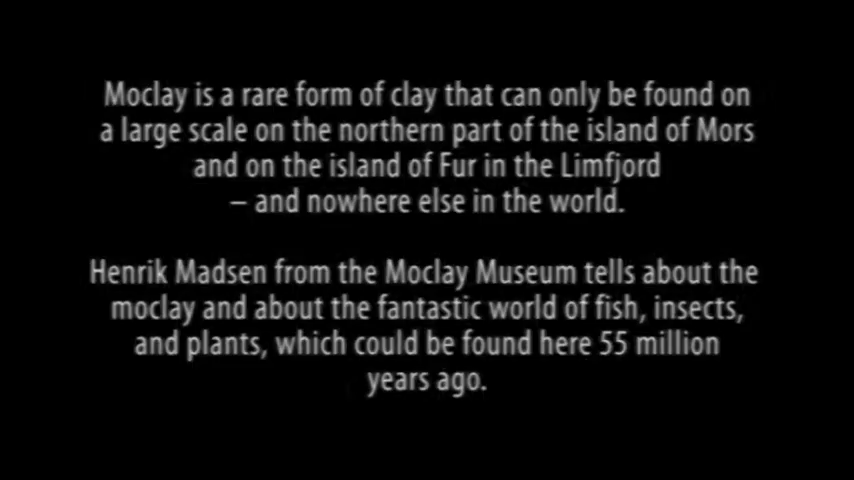 Moclay is a rare form of clay that can only be found on
a large scale on the northern part of the island of Mors
and on the island of Fur in the Limfjord
– and nowhere else in the world.
Henrik Madsen from the Moclay Museum tells about the
moclay and about the fantastic world of fish, insects,
and plants, which could be found here 55 million
years ago.